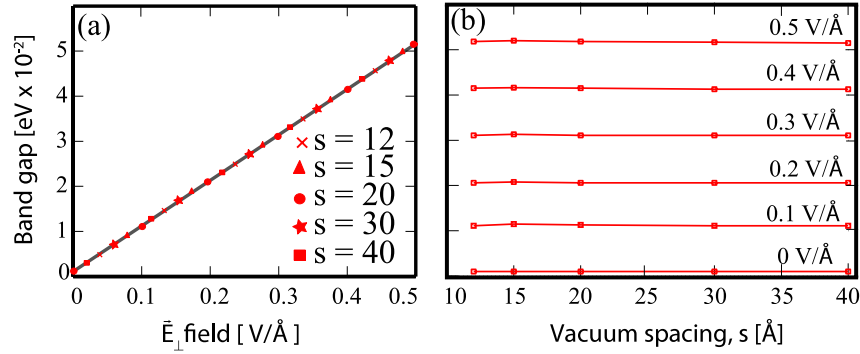 (a)
Band gap [eV x 10⁻²]
5
4
3
2
1
0
× s = 12
▲ s = 15
● s = 20
★ s = 30
■ s = 40
0 0.1 0.2 0.3 0.4 0.5
E⃗⊥ field [ V/Å ]
(b)
0.5 V/Å
0.4 V/Å
0.3 V/Å
0.2 V/Å
0.1 V/Å
0 V/Å
10 15 20 25 30 35 40
Vacuum spacing, s [Å]